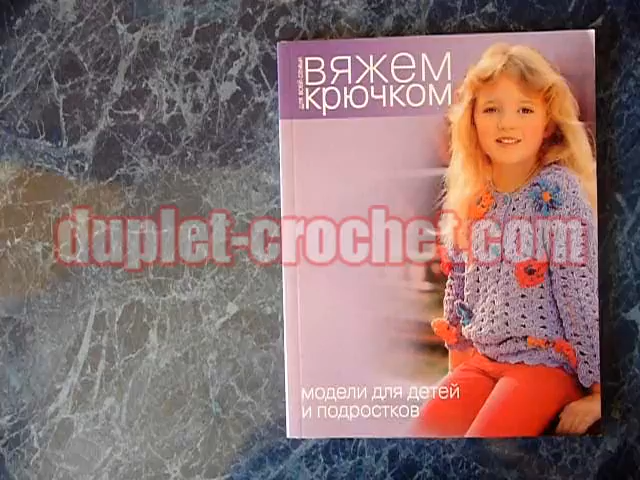 для всей семьи
вяжем
крючком
duplet-crochet.com
модели для детей
и подростков